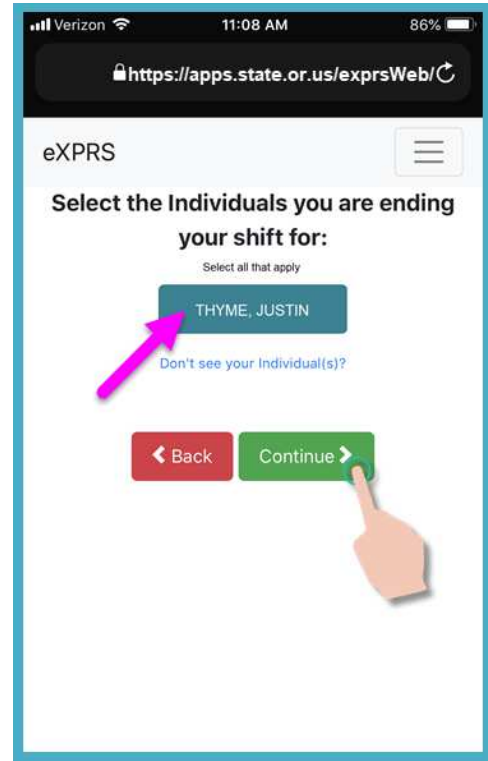 Verizon 11:08 AM 86%
https://apps.state.or.us/exprsWeb/
eXPRS
Select the Individuals you are ending
your shift for:
Select all that apply
THYME, JUSTIN
Don't see your Individual(s)?
Back Continue